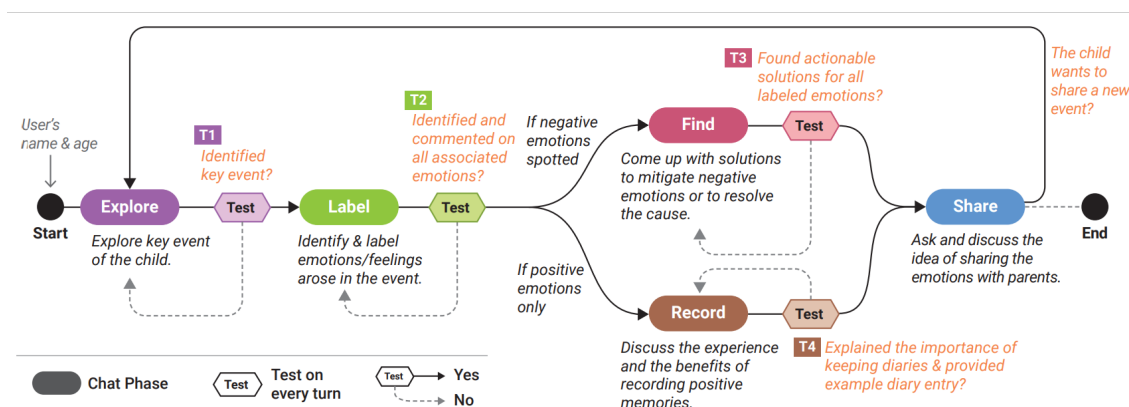 User's
name & age
Start
Explore
Explore key event
of the child.
T1
Identified
key event?
Test
Label
Identify & label
emotions/feelings
arose in the event.
T2
Identified and
commented on
all associated
emotions?
Test
If negative
emotions
spotted
If positive
emotions
only
Find
Come up with solutions
to mitigate negative
emotions or to resolve
the cause.
T3
Found actionable
solutions for all
labeled emotions?
Test
Record
Discuss the experience
and the benefits of
recording positive
memories.
Test
T4
Explained the importance of
keeping diaries & provided
example diary entry?
Share
Ask and discuss the
idea of sharing the
emotions with parents.
The child
wants to
share a new
event?
End
Chat Phase
Test
Test on
every turn
Test
Yes
No